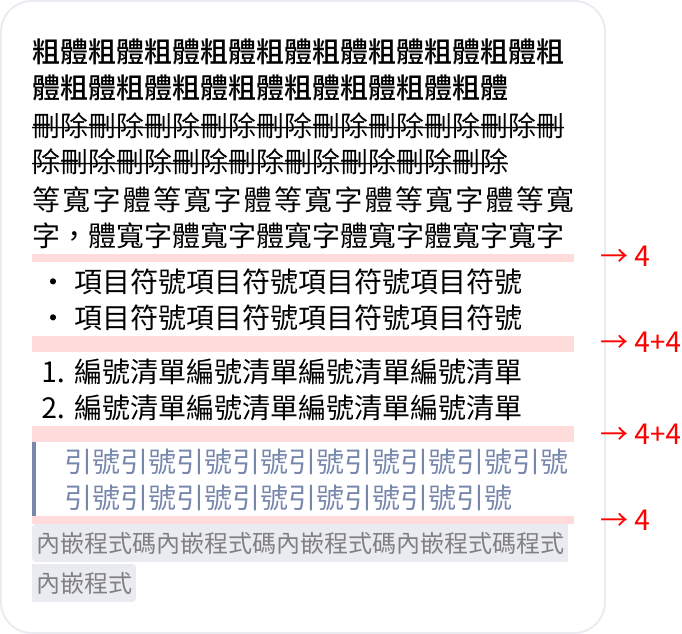 粗體粗體粗體粗體粗體粗體粗體粗體粗體粗
體粗體粗體粗體粗體粗體粗體粗體粗體
刪除刪除刪除刪除刪除刪除刪除刪除刪除刪
除刪除刪除刪除刪除刪除刪除刪除刪除
等寬字體等寬字體等寬字體等寬字體等寬
字，體寬字體寬字體寬字體寬字體寬字寬字
→ 4
• 項目符號項目符號項目符號項目符號
• 項目符號項目符號項目符號項目符號
→ 4+4
1. 編號清單編號清單編號清單編號清單
2. 編號清單編號清單編號清單編號清單
→ 4+4
引號引號引號引號引號引號引號引號引號
引號引號引號引號引號引號引號引號
→ 4
內嵌程式碼內嵌程式碼內嵌程式碼內嵌程式碼程式
內嵌程式